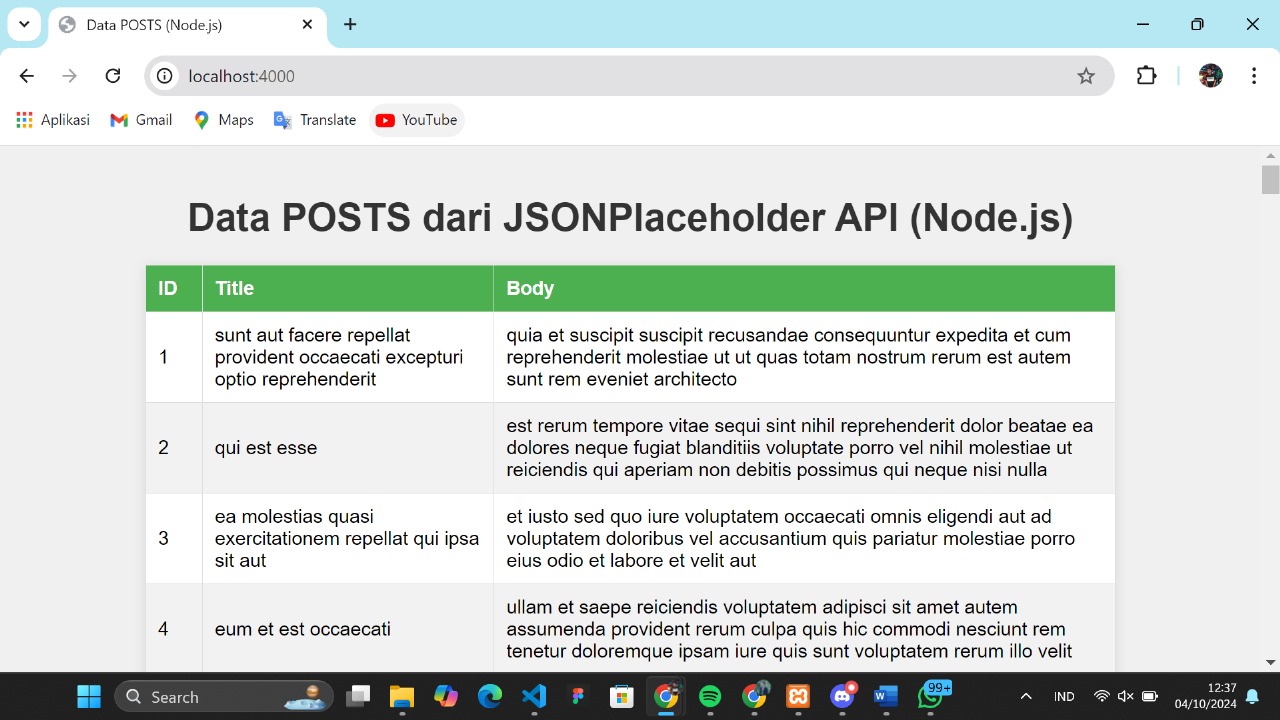 Data POSTS (Node.js)
localhost:4000
Aplikasi
Gmail
Maps
Translate
YouTube
Data POSTS dari JSONPlaceholder API (Node.js)
ID Title Body
1
sunt aut facere repellat
provident occaecati excepturi
optio reprehenderit
quia et suscipit suscipit recusandae consequuntur expedita et cum
reprehenderit molestiae ut ut quas totam nostrum rerum est autem
sunt rem eveniet architecto
2
qui est esse
est rerum tempore vitae sequi sint nihil reprehenderit dolor beatae ea
dolores neque fugiat blanditiis voluptate porro vel nihil molestiae ut
reiciendis qui aperiam non debitis possimus qui neque nisi nulla
3
ea molestias quasi
exercitationem repellat qui ipsa
sit aut
et iusto sed quo iure voluptatem occaecati omnis eligendi aut ad
voluptatem doloribus vel accusantium quis pariatur molestiae porro
eius odio et labore et velit aut
4
eum et est occaecati
ullam et saepe reiciendis voluptatem adipisci sit amet autem
assumenda provident rerum culpa quis hic commodi nesciunt rem
tenetur doloremque ipsam iure quis sunt voluptatem rerum illo velit
Search
99+
IND
12:37
04/10/2024